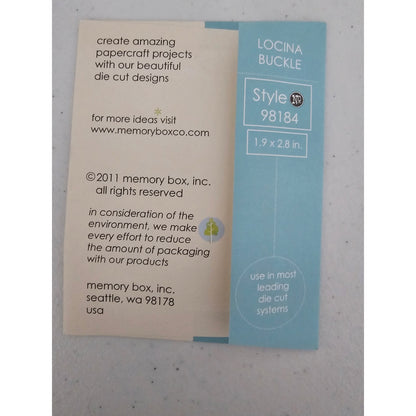 create amazing
papercraft projects
with our beautiful
die cut designs
for more ideas visit
www.memoryboxco.com
©2011 memory box, inc.
all rights reserved
in consideration of the
environment, we make
every effort to reduce
the amount of packaging
with our products
memory box, inc.
seattle, wa 98178
usa
LOCINA
BUCKLE
Style
98184
1.9 x 2.8 in.
use in most
leading
die cut
systems